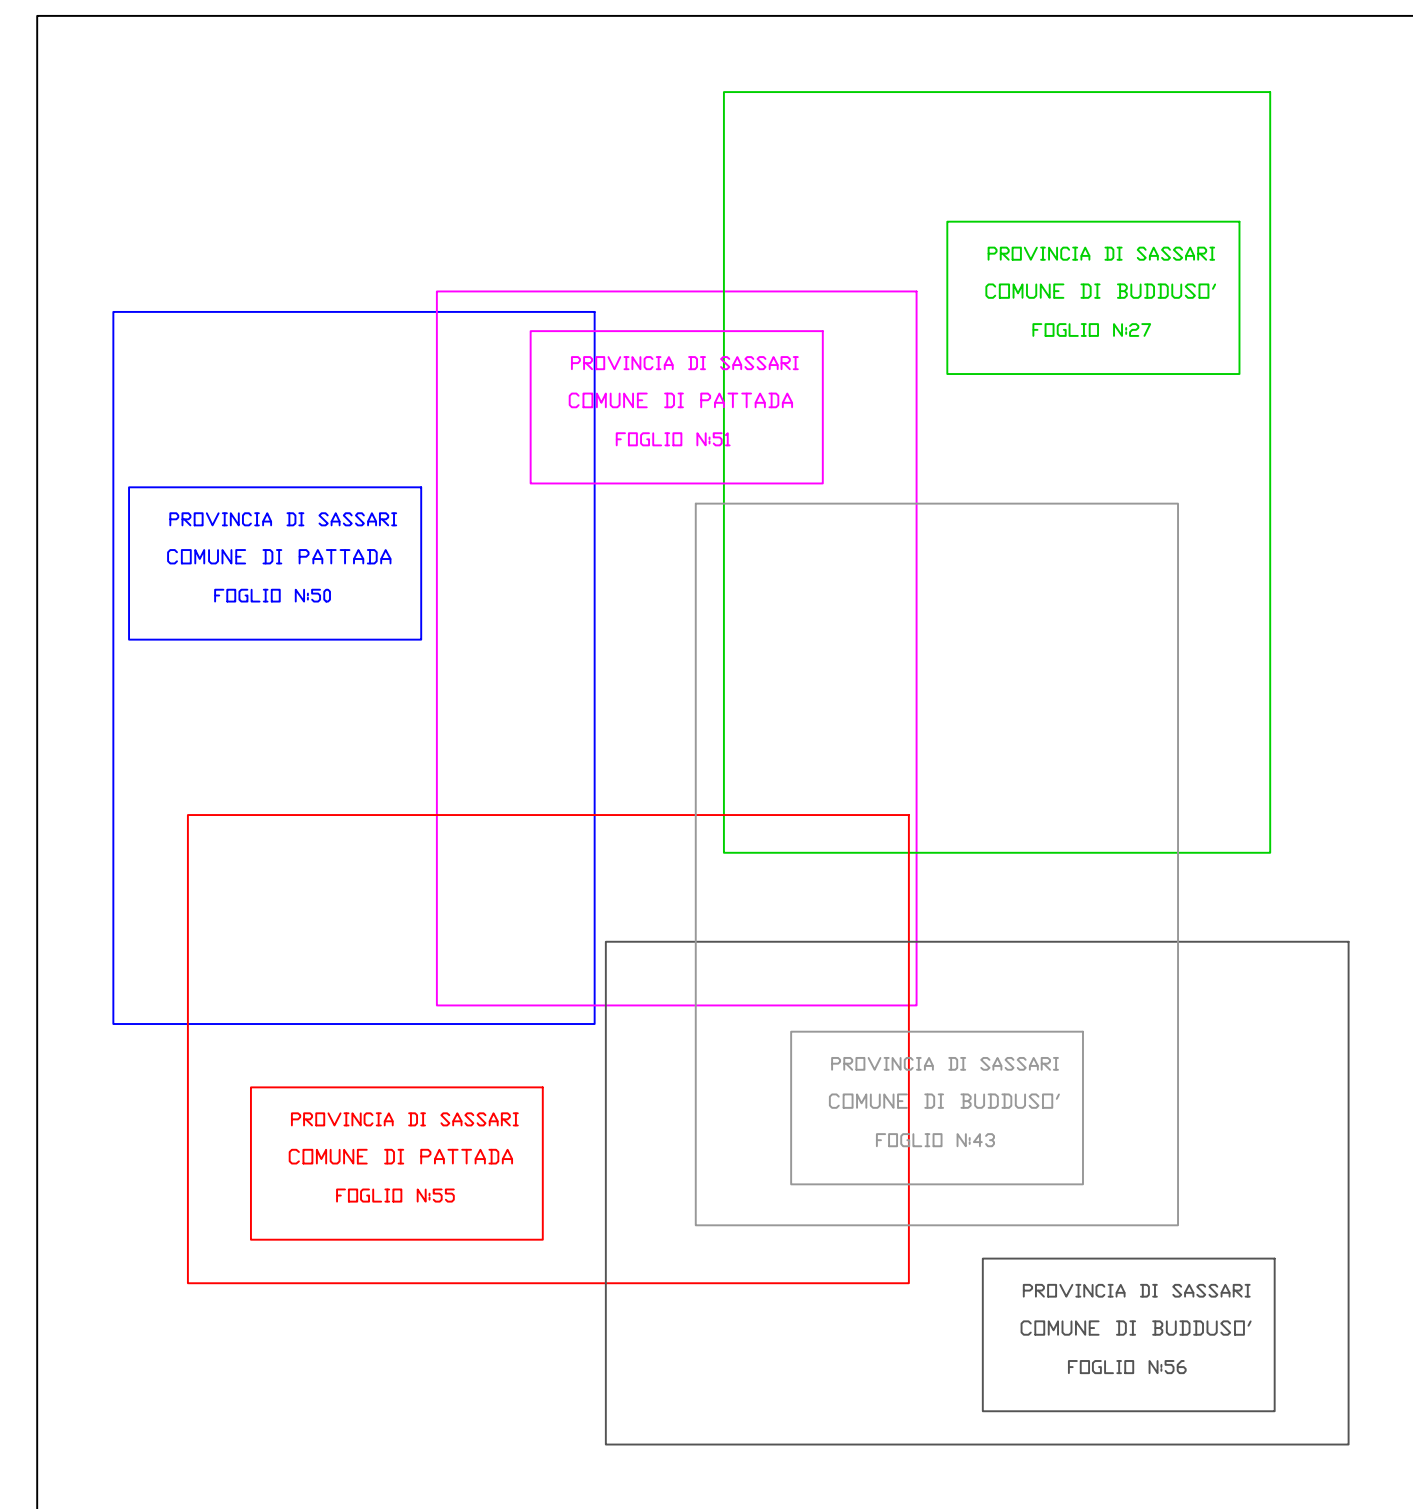 PROVINCIA DI SASSARI
COMUNE DI BUDDUSO'
FOGLIO N:27
PROVINCIA DI SASSARI
COMUNE DI PATTADA
FOGLIO N:51
PROVINCIA DI SASSARI
COMUNE DI PATTADA
FOGLIO N:50
PROVINCIA DI SASSARI
COMUNE DI BUDDUSO'
FOGLIO N:43
PROVINCIA DI SASSARI
COMUNE DI PATTADA
FOGLIO N:55
PROVINCIA DI SASSARI
COMUNE DI BUDDUSO'
FOGLIO N:56